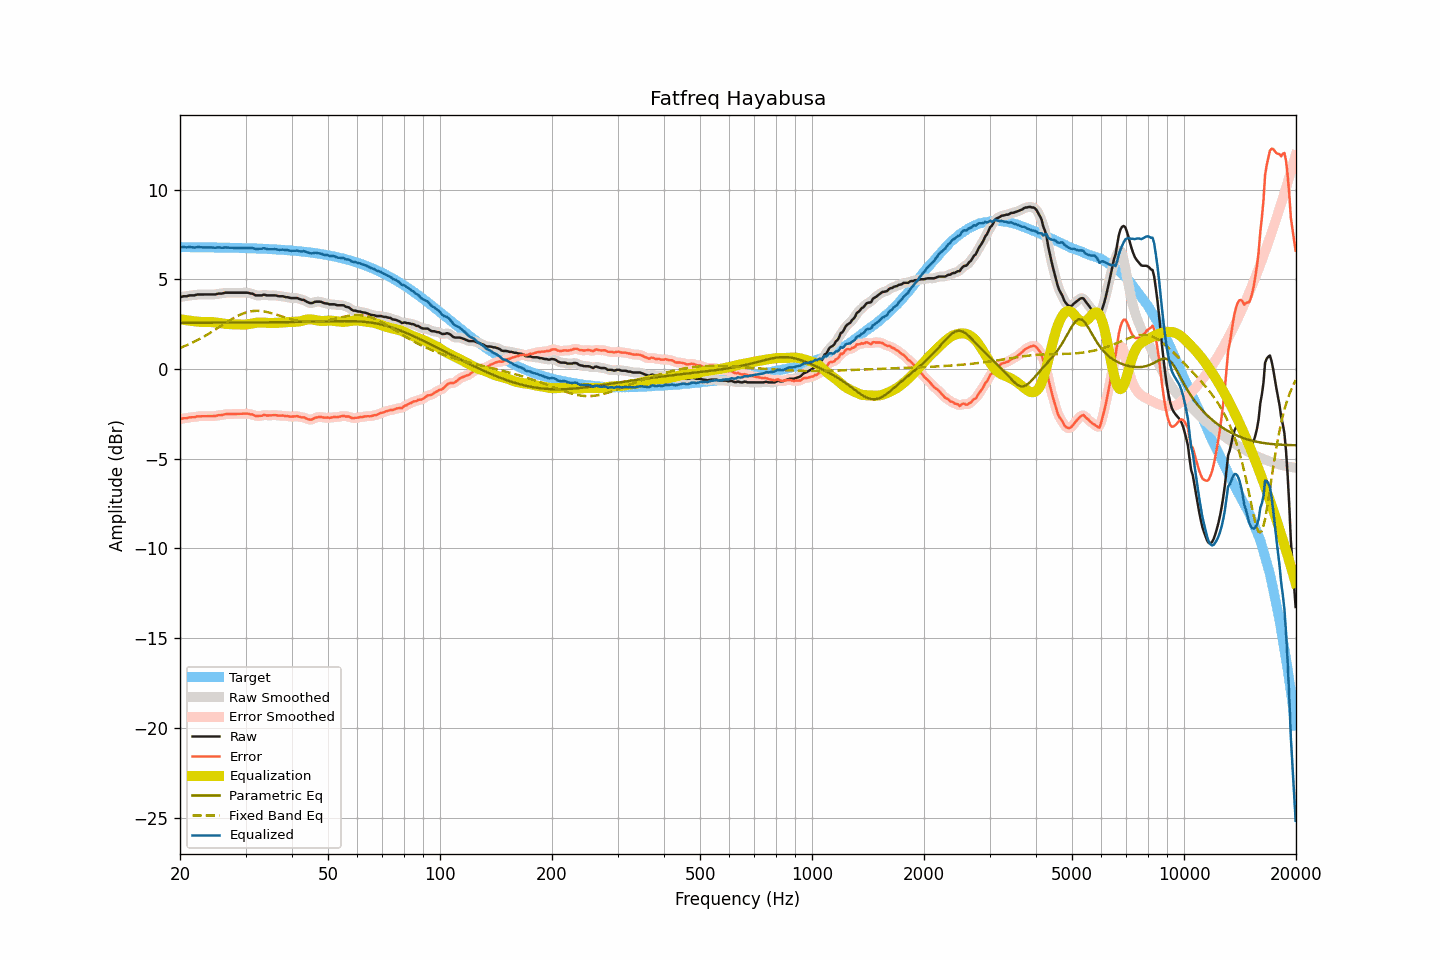 Fatfreq Hayabusa
Amplitude (dBr)
10
5
0
−5
−10
−15
−20
−25
Target
Raw Smoothed
Error Smoothed
Raw
Error
Equalization
Parametric Eq
Fixed Band Eq
Equalized
20 50 100 200 500 1000 2000 5000 10000 20000
Frequency (Hz)